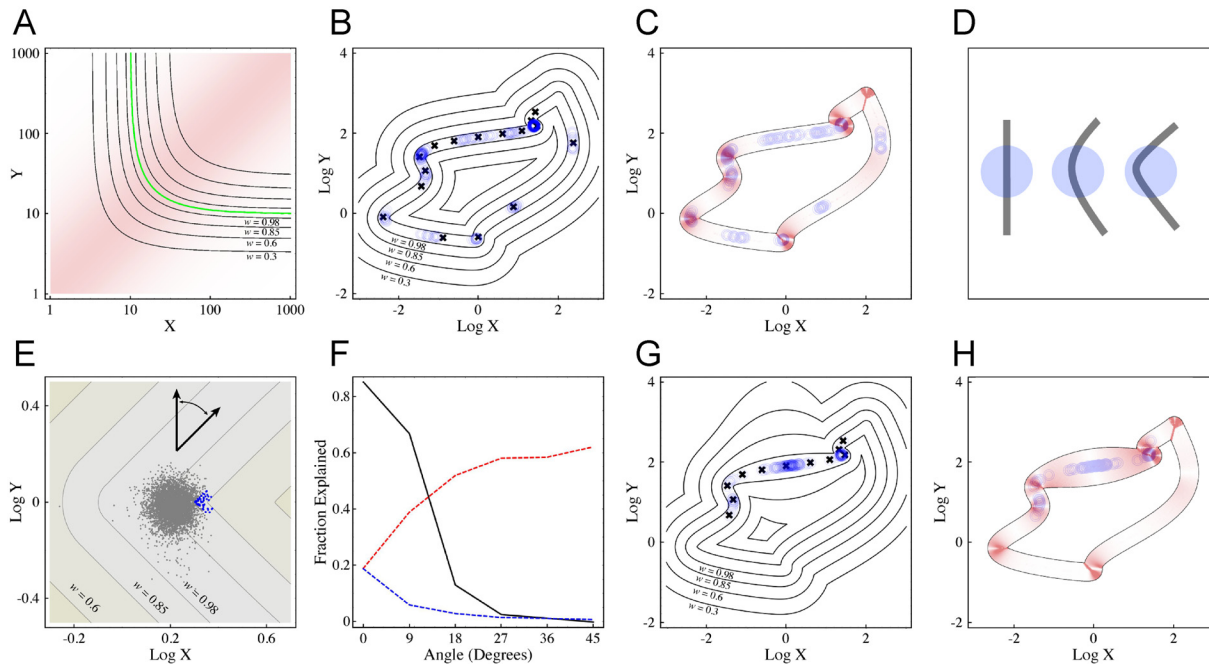 A
1000
100
10
1
Y
w = 0.98
w = 0.85
w = 0.6
w = 0.3
1
10
100
1000
X
B
4
2
0
-2
Log Y
w = 0.98
w = 0.85
w = 0.6
w = 0.3
-2
0
2
Log X
C
4
2
0
-2
Log Y
-2
0
2
Log X
D
E
0.4
0
-0.4
Log Y
w = 0.6
w = 0.85
w = 0.98
-0.2
0.2
0.6
Log X
F
0.8
0.6
0.4
0.2
0
Fraction Explained
0
9
18
27
36
45
Angle (Degrees)
G
4
2
0
-2
Log Y
w = 0.98
w = 0.85
w = 0.6
w = 0.3
-2
0
2
Log X
H
4
2
0
-2
Log Y
-2
0
2
Log X